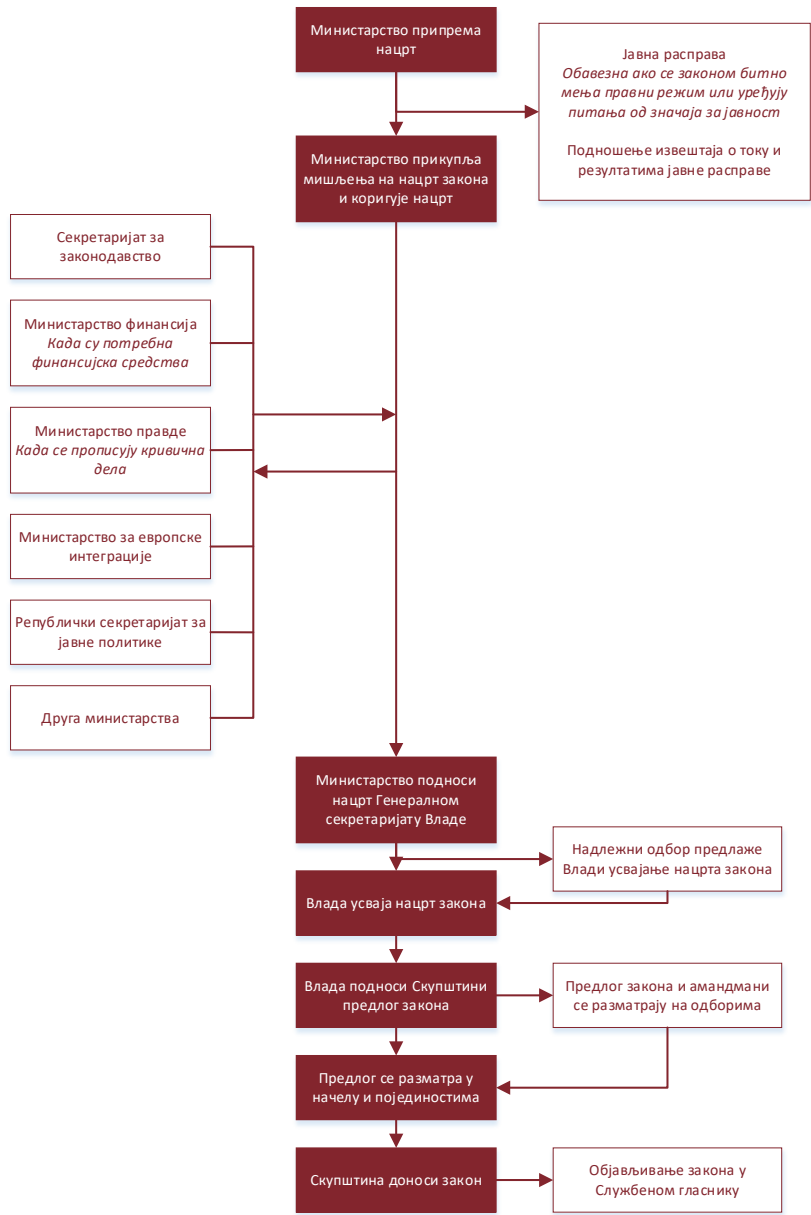 Министарство припрема
нацрт
Јавна расправа
Обавезна ако се законом битно
мења правни режим или уређују
питања од значаја за јавност
Подношење извештаја о току и
резултатима јавне расправе
Министарство прикупља
мишљења на нацрт закона
и коригује нацрт
Секретаријат за
законодавство
Министарство финансија
Када су потребна
финансијска средства
Министарство правде
Када се прописују кривична
дела
Министарство за европске
интеграције
Републички секретаријат за
јавне политике
Друга министарства
Министарство подноси
нацрт Генералном
секретаријату Владе
Надлежни одбор предлаже
Влади усвајање нацрта закона
Влада усваја нацрт закона
Влада подноси Скупштини
предлог закона
Предлог закона и амандмани
се разматрају на одборима
Предлог се разматра у
начелу и појединостима
Скупштина доноси закон
Објављивање закона у
Службеном гласнику